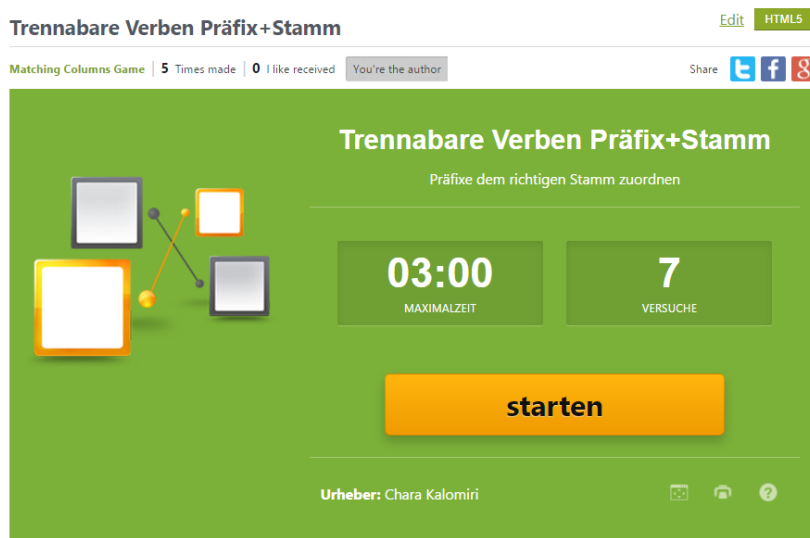 Trennabare Verben Präfix+Stamm
Edit
HTML5
Matching Columns Game | 5 Times made | 0 I like received
You're the author
Share
Trennabare Verben Präfix+Stamm
Präfixe dem richtigen Stamm zuordnen
03:00
MAXIMALZEIT
7
VERSUCHE
starten
Urheber: Chara Kalomiri